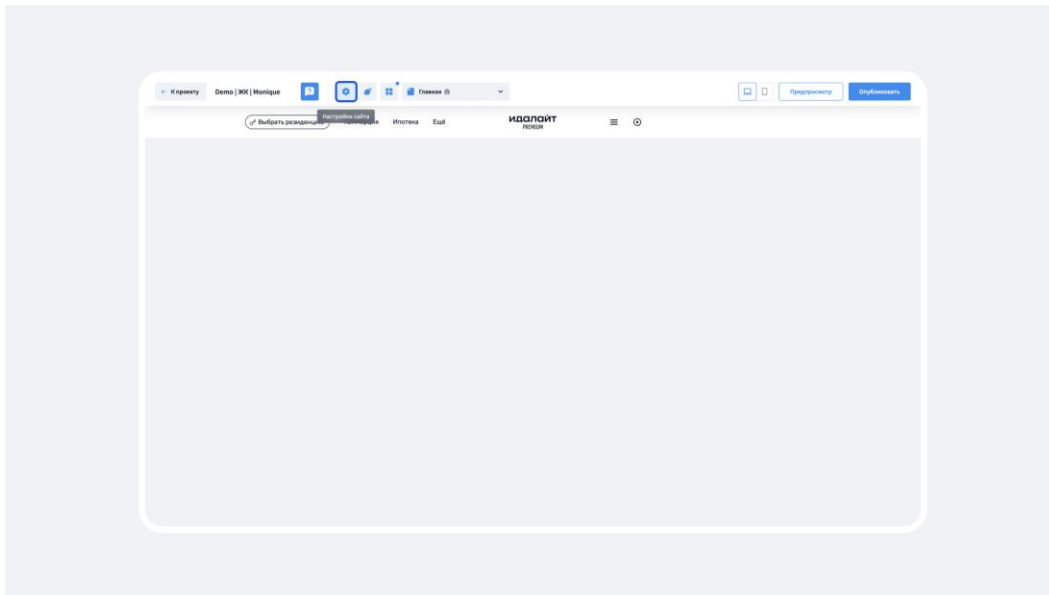 ← К проекту Demo | ЖК | Monique Главная Предпросмотр Опубликовать
Настройки сайта
Выбрать резиденцию Ипотека Ещё идалайт
PREMIUM